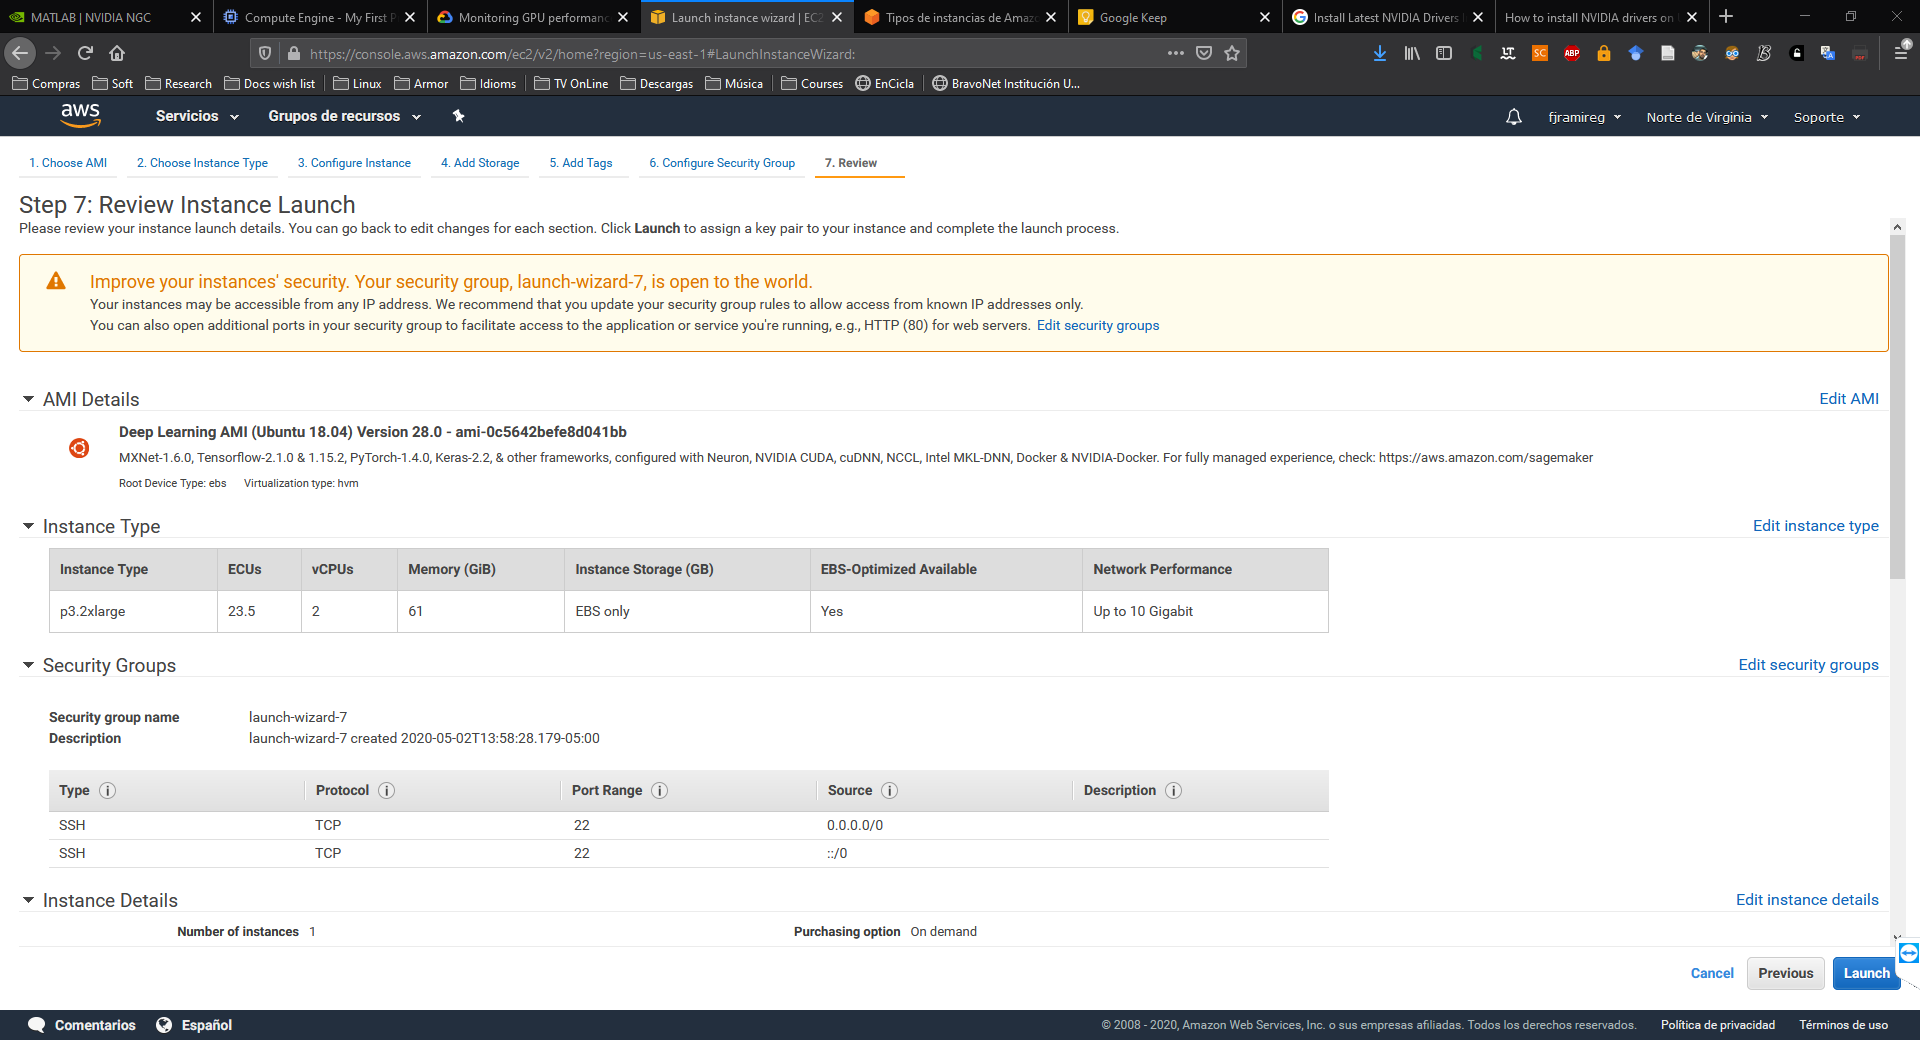 MATLAB | NVIDIA NGC
Compute Engine - My First P
Monitoring GPU performanc
Launch instance wizard | EC2
Tipos de instancias de Amaz
Google Keep
Install Latest NVIDIA Drivers
How to install NVIDIA drivers on
https://console.aws.amazon.com/ec2/v2/home?region=us-east-1#LaunchInstanceWizard:
Compras Soft Research Docs wish list Linux Armor Idioms TV OnLine Descargas Música Courses EnCicla BravoNet Institución U...
aws Servicios Grupos de recursos fjramireg Norte de Virginia Soporte
1. Choose AMI 2. Choose Instance Type 3. Configure Instance 4. Add Storage 5. Add Tags 6. Configure Security Group 7. Review
Step 7: Review Instance Launch
Please review your instance launch details. You can go back to edit changes for each section. Click Launch to assign a key pair to your instance and complete the launch process.
Improve your instances' security. Your security group, launch-wizard-7, is open to the world.
Your instances may be accessible from any IP address. We recommend that you update your security group rules to allow access from known IP addresses only.
You can also open additional ports in your security group to facilitate access to the application or service you're running, e.g., HTTP (80) for web servers. Edit security groups
AMI Details Edit AMI
Deep Learning AMI (Ubuntu 18.04) Version 28.0 - ami-0c5642befe8d041bb
MXNet-1.6.0, Tensorflow-2.1.0 & 1.15.2, PyTorch-1.4.0, Keras-2.2, & other frameworks, configured with Neuron, NVIDIA CUDA, cuDNN, NCCL, Intel MKL-DNN, Docker & NVIDIA-Docker. For fully managed experience, check: https://aws.amazon.com/sagemaker
Root Device Type: ebs Virtualization type: hvm
Instance Type Edit instance type
Instance Type ECUs vCPUs Memory (GiB) Instance Storage (GB) EBS-Optimized Available Network Performance
p3.2xlarge 23.5 2 61 EBS only Yes Up to 10 Gigabit
Security Groups Edit security groups
Security group name launch-wizard-7
Description launch-wizard-7 created 2020-05-02T13:58:28.179-05:00
Type Protocol Port Range Source Description
SSH TCP 22 0.0.0.0/0
SSH TCP 22 ::/0
Instance Details Edit instance details
Number of instances 1 Purchasing option On demand
Cancel Previous Launch
Comentarios Español © 2008 - 2020, Amazon Web Services, Inc. o sus empresas afiliadas. Todos los derechos reservados. Política de privacidad Términos de uso